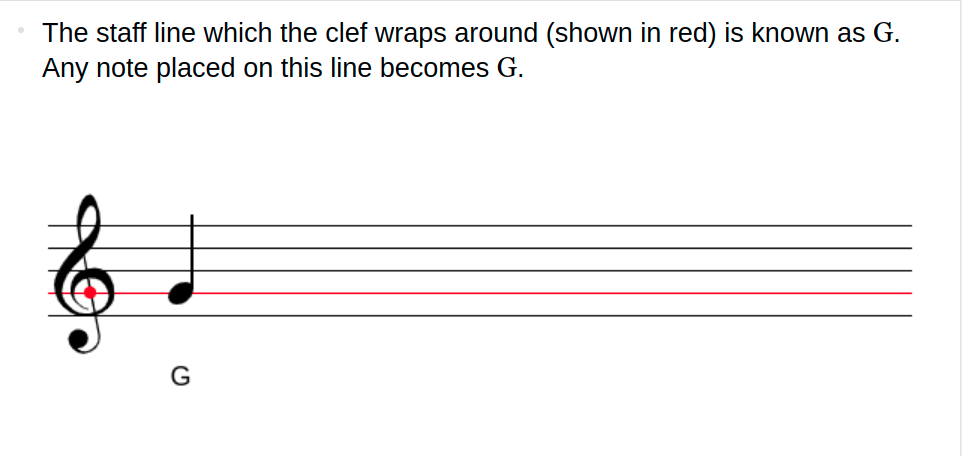 The staff line which the clef wraps around (shown in red) is known as G.
Any note placed on this line becomes G.
G